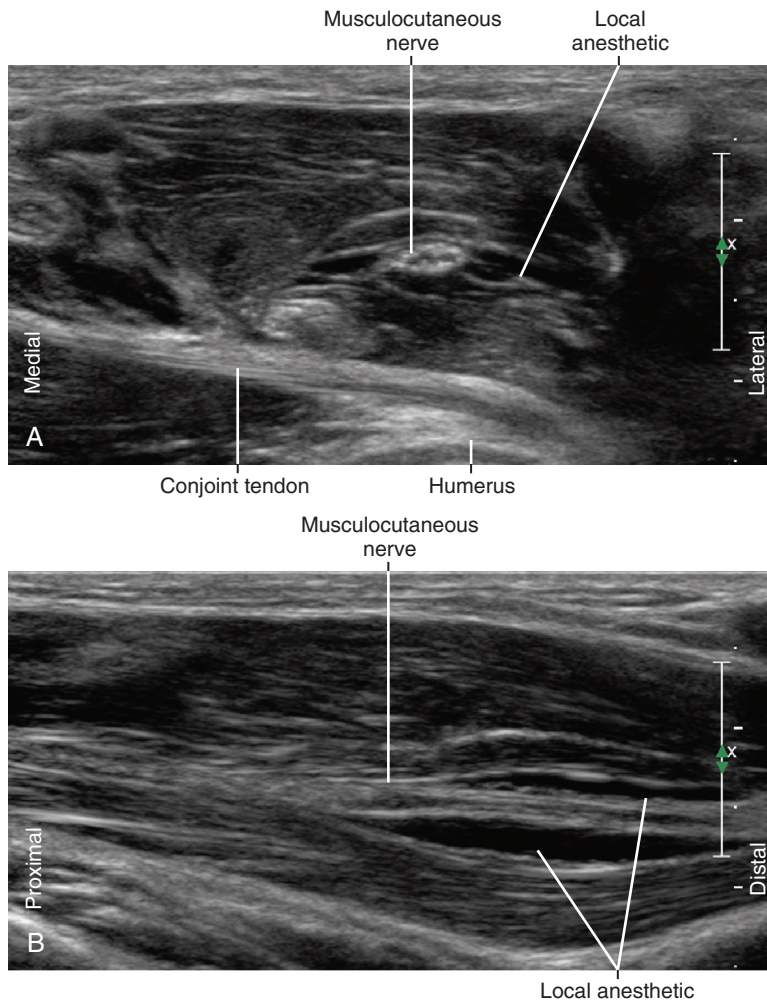 Musculocutaneous
nerve
Local
anesthetic
x
Medial
Lateral
A
Conjoint tendon
Humerus
Musculocutaneous
nerve
x
Proximal
Distal
B
Local anesthetic